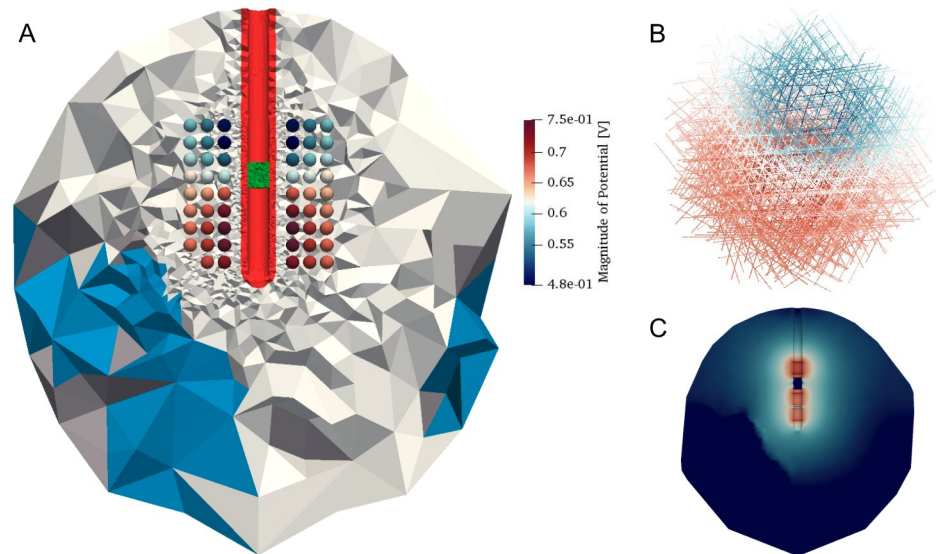 A
B
7.5e-01
0.7
0.65
0.6
0.55
4.8e-01
Magnitude of Potential [V]
C